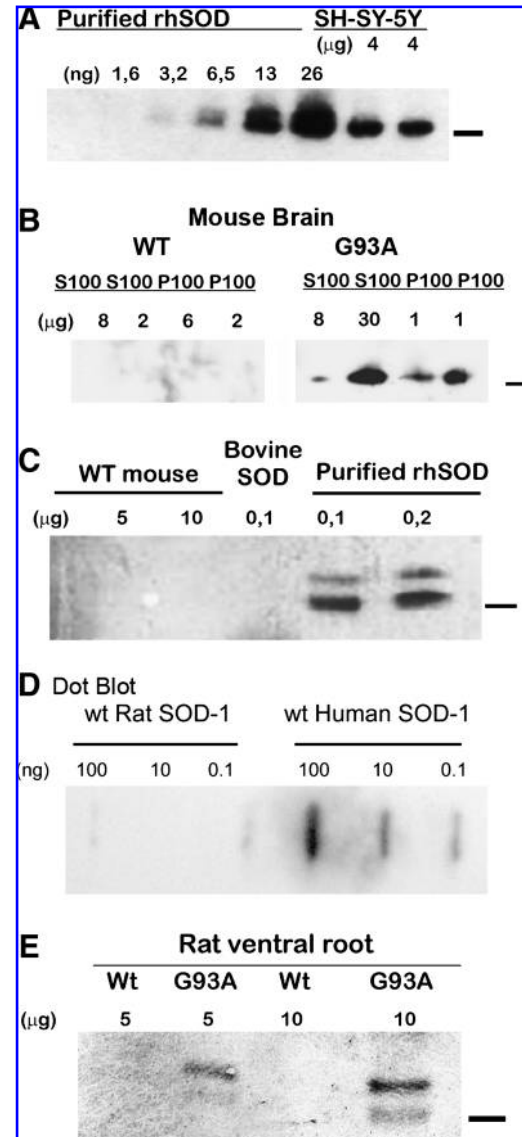 A Purified rhSOD SH-SY-5Y
(µg) 4 4
(ng) 1,6 3,2 6,5 13 26
B Mouse Brain
WT G93A
S100 S100 P100 P100 S100 S100 P100 P100
(µg) 8 2 6 2 8 30 1 1
C WT mouse Bovine SOD Purified rhSOD
(µg) 5 10 0,1 0,1 0,2
D Dot Blot
wt Rat SOD-1 wt Human SOD-1
(ng) 100 10 0.1 100 10 0.1
E Rat ventral root
Wt G93A Wt G93A
(µg) 5 5 10 10